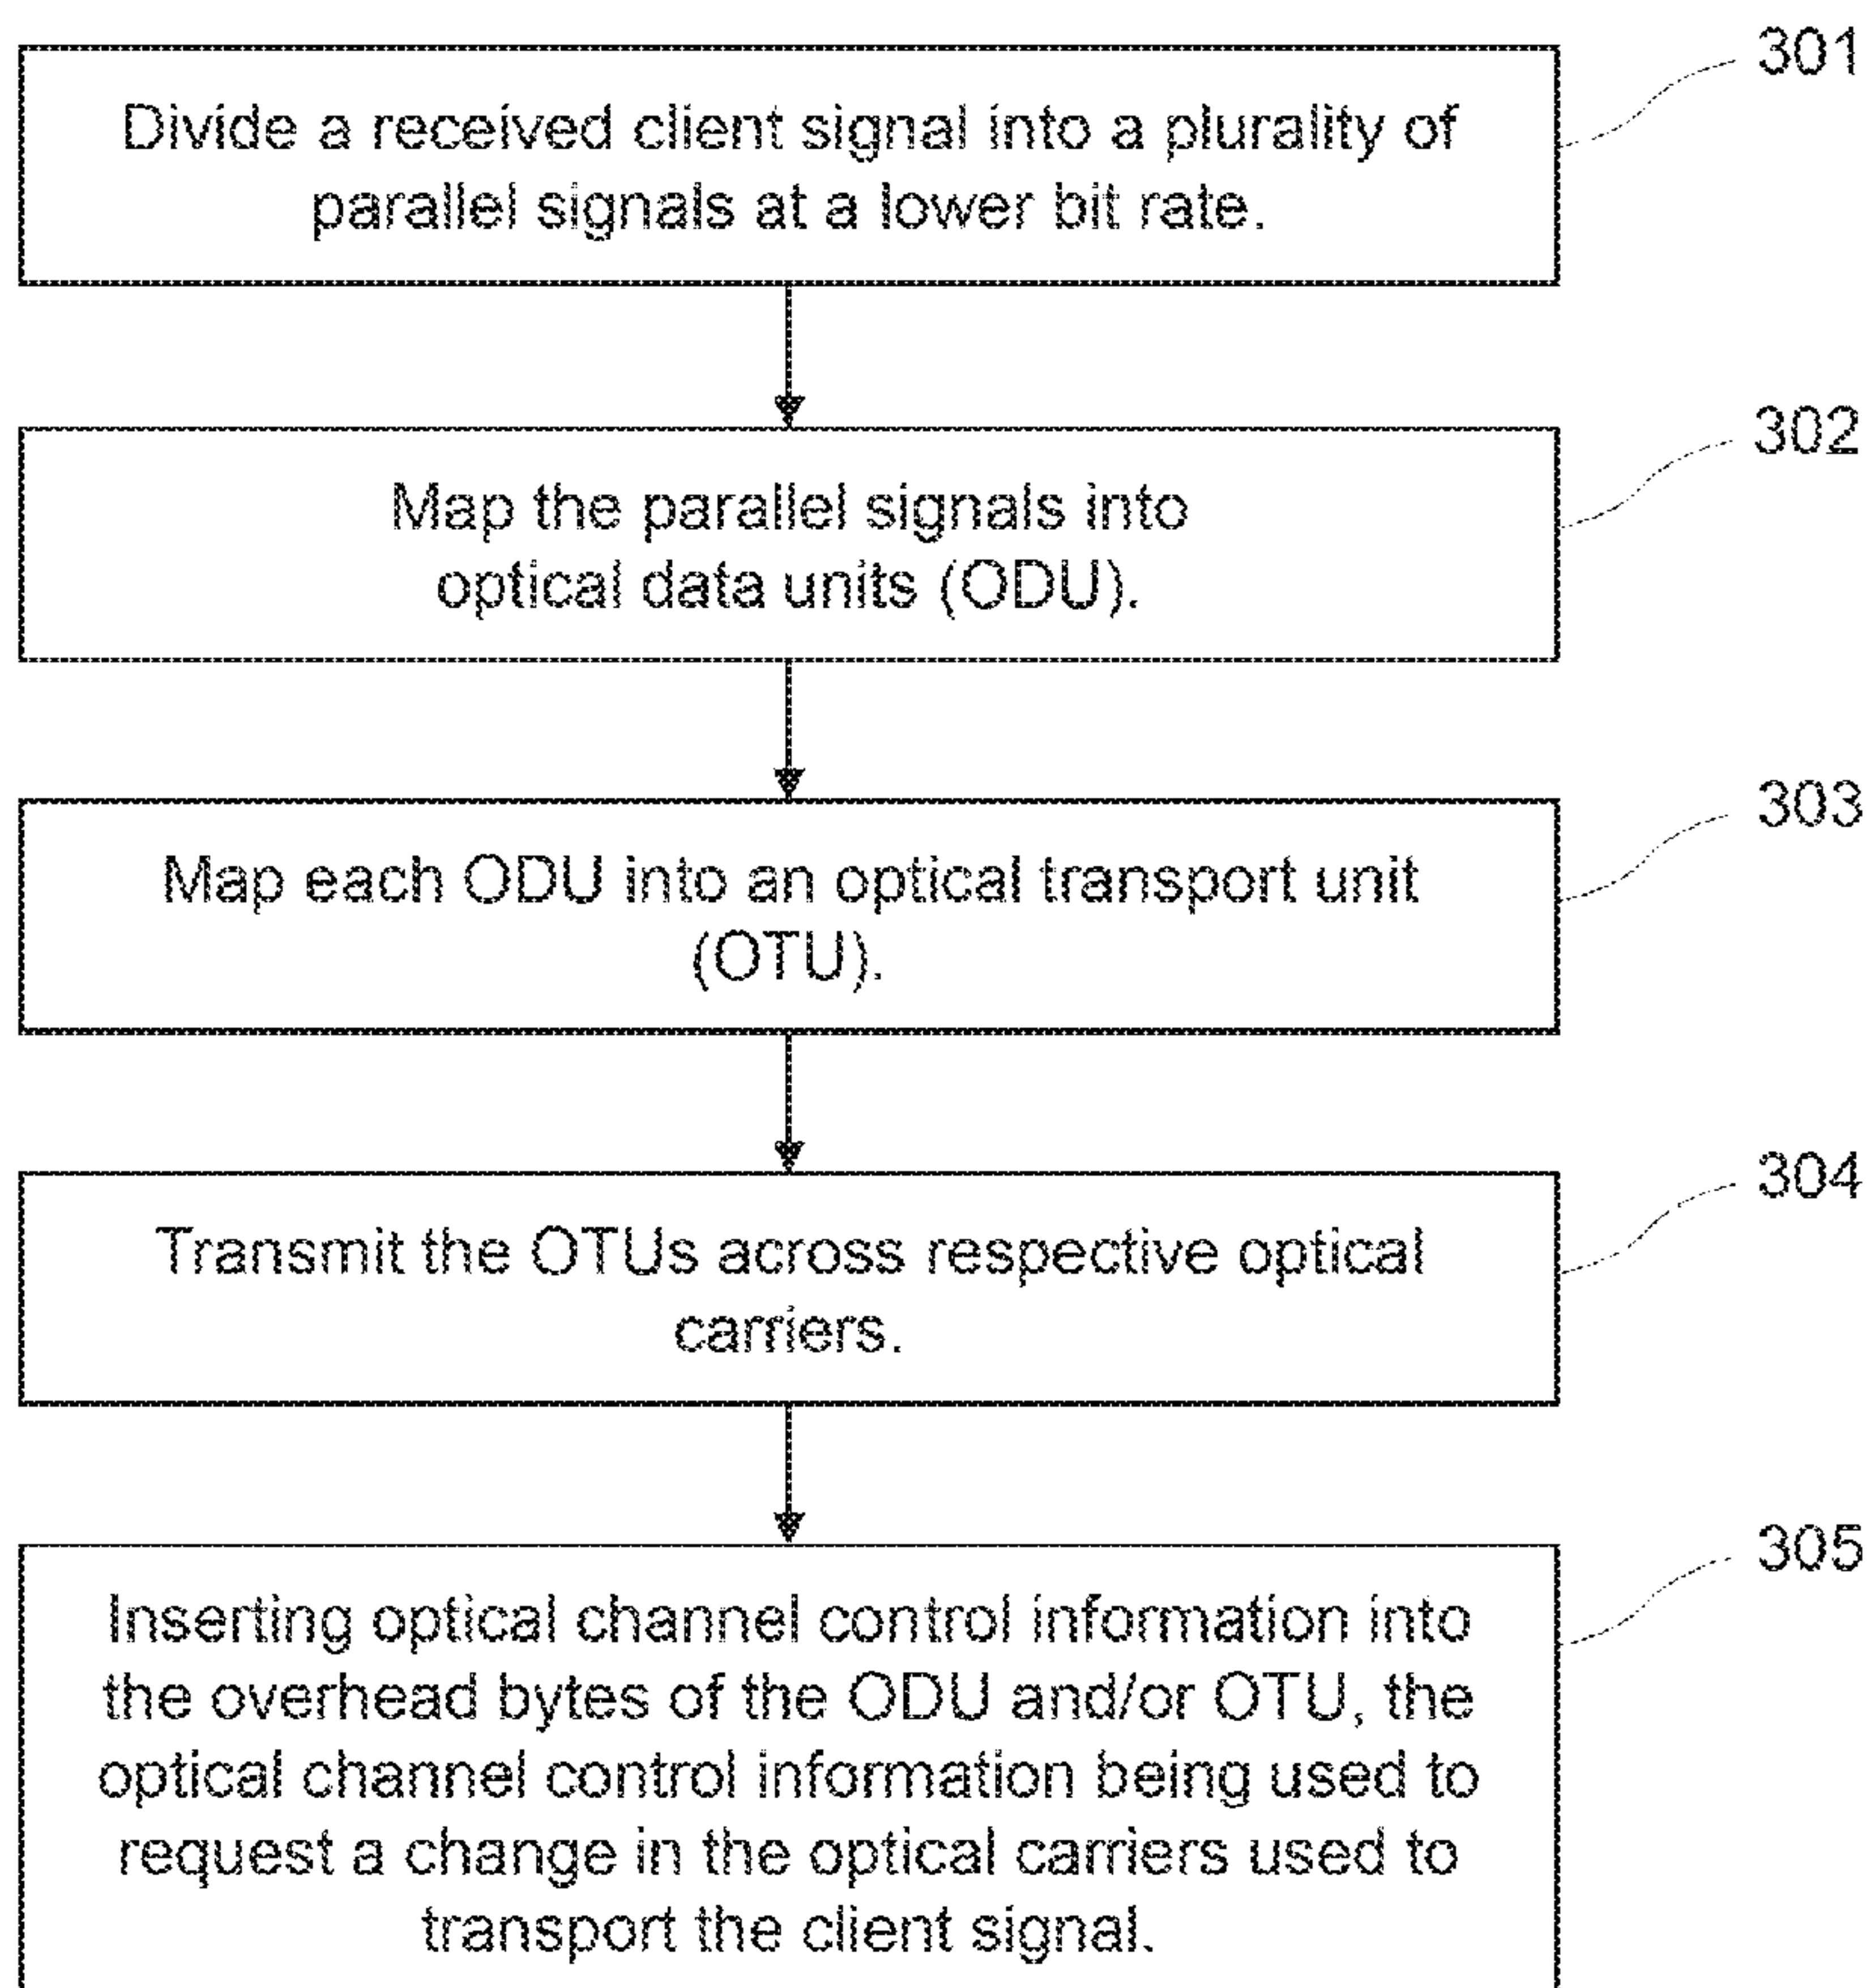 301
Divide a received client signal into a plurality of
parallel signals at a lower bit rate.
302
Map the parallel signals into
optical data units (ODU).
303
Map each ODU into an optical transport unit
(OTU).
304
Transmit the OTUs across respective optical
carriers.
305
Inserting optical channel control information into
the overhead bytes of the ODU and/or OTU, the
optical channel control information being used to
request a change in the optical carriers used to
transport the client signal.